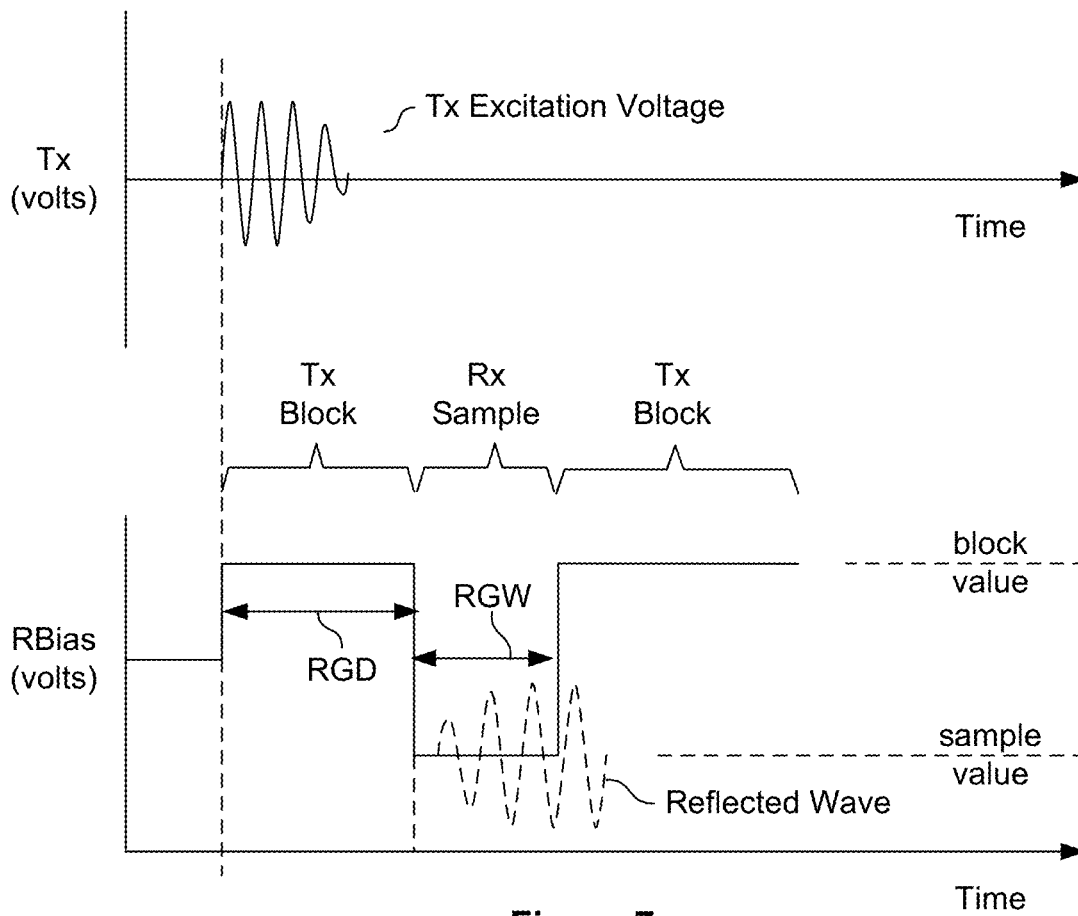 Tx Excitation Voltage
Tx
(volts)
Time
Tx
Block
Rx
Sample
Tx
Block
block
value
RGW
RGD
RBias
(volts)
sample
value
Reflected Wave
Time